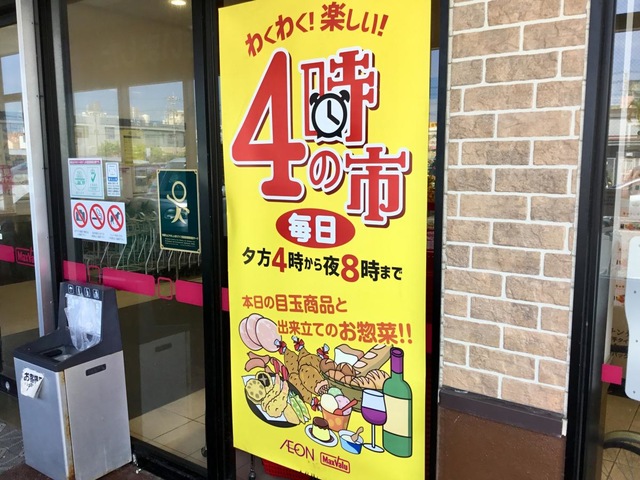 わくわく!楽しい!
4時の市
毎日
夕方4時から夜8時まで
本日の目玉商品と
出来立てのお惣菜!!
ÆON MaxValu
MaxValu